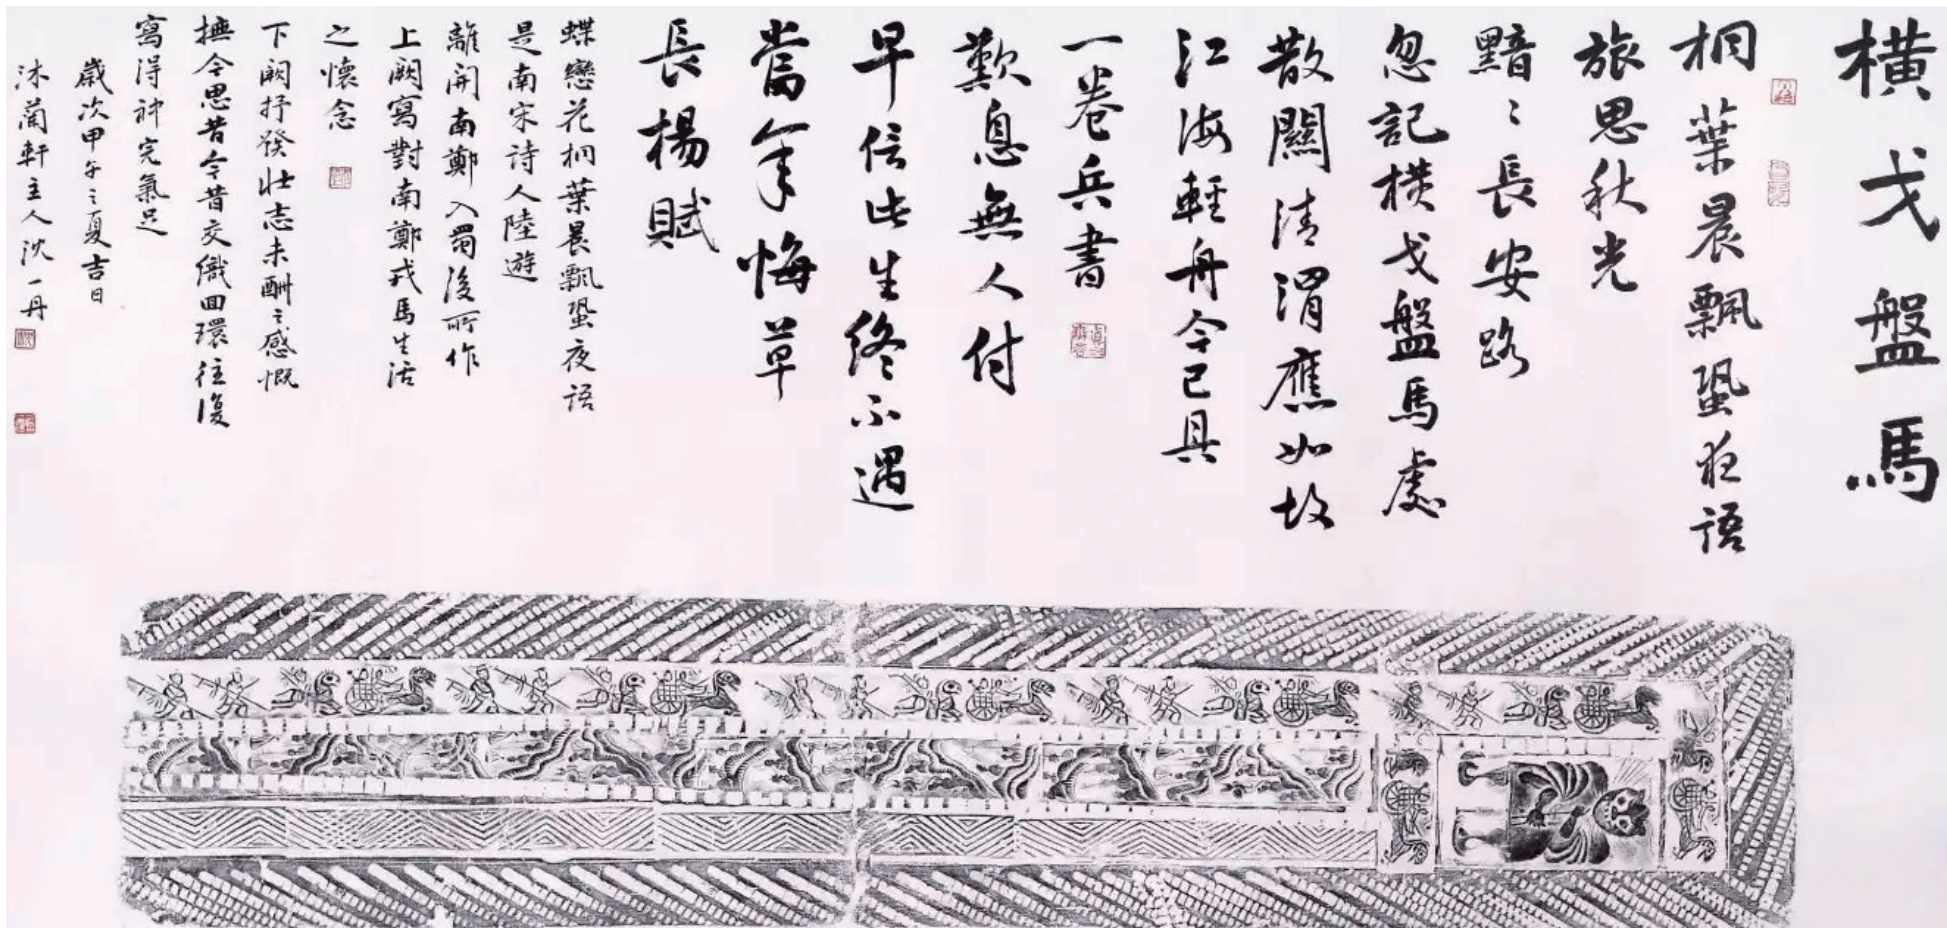 橫戈盤馬
桐葉晨飄蛩夜語
旅思秋光
黯〻長安路
忽記橫戈盤馬處
散關清渭應如故
江海輕舟今已具
一卷兵書
歎息無人付
早信此生終不遇
當年悔草
長楊賦
蝶戀花桐葉晨飄蛩夜語
是南宋詩人陸游
離開南鄭入蜀後所作
上闋寫對南鄭戎馬生活
之懷念
下闋抒發壯志未酬之感慨
撫今思昔今昔交織回環往復
寫得神完氣足
歲次甲午之夏吉日
沐蘭軒主人沈一丹